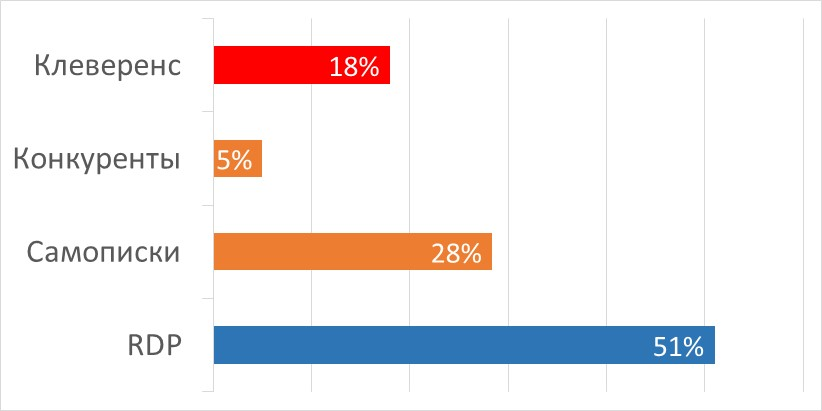 Клеверенс 18%
Конкуренты 5%
Самописки 28%
RDP 51%